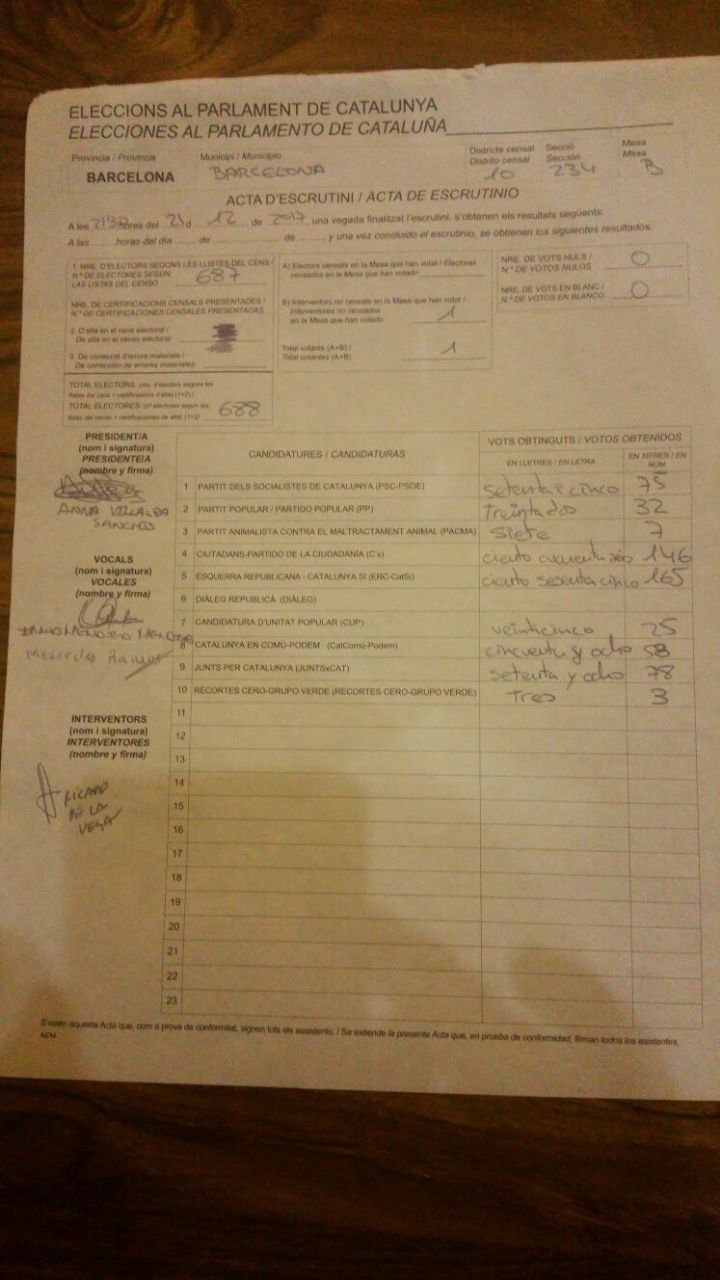 ELECCIONS AL PARLAMENT DE CATALUNYA
ELECCIONES AL PARLAMENTO DE CATALUÑA
Provincia / Provincia
BARCELONA
Municipi / Municipio
BARCELONA
Districte censal
Distrito censal
10
Secció
Sección
234
Mesa
Mesa
B
ACTA D'ESCRUTINI / ACTA DE ESCRUTINIO
A les hores del 21 d 12 de 2017, una vegada finalitzat l'escrutini, s'obtenen els resultats següents:
A las horas del día de de , y una vez concluido el escrutinio, se obtienen los siguientes resultados:
1. NRE. D'ELECTORS SEGONS LES LLISTES DEL CENS /
N.º DE ELECTORES SEGÚN
LAS LISTAS DEL CENSO
687
NRE. DE CERTIFICACIONS CENSALS PRESENTADES /
N.º DE CERTIFICACIONES CENSALES PRESENTADAS
2. D'alta en el cens electoral /
De alta en el censo electoral:
3. De correcció d'errors materials /
De corrección de errores materiales:
TOTAL ELECTORS: (nre. d'electors segons les
llistes del cens + certificacions d'alta) (1+2) /
TOTAL ELECTORES: (nº electores según las
listas del censo + certificaciones de alta) (1+2)
688
A) Electors censats en la Mesa que han votat / Electores
censados en la Mesa que han votado
B) Interventors no censats en la Mesa que han votat /
Interventores no censados
en la Mesa que han votado
1
Total votants (A+B) /
Total votantes (A+B)
1
NRE. DE VOTS NULS /
N.º DE VOTOS NULOS
0
NRE. DE VOTS EN BLANC /
N.º DE VOTOS EN BLANCO
0
PRESIDENT/A
(nom i signatura)
PRESIDENTE/A
(nombre y firma)
ANNA VILLALBA
SANCHIS
VOCALS
(nom i signatura)
VOCALES
(nombre y firma)
Mercedes Ramos
INTERVENTORS
(nom i signatura)
INTERVENTORES
(nombre y firma)
RICARD
DE LA
VEGA
CANDIDATURES / CANDIDATURAS
VOTS OBTINGUTS / VOTOS OBTENIDOS
EN LLETRES / EN LETRA
EN XIFRES / EN NÚM.
1 PARTIT DELS SOCIALISTES DE CATALUNYA (PSC-PSOE) setenta i cinco 75
2 PARTIT POPULAR / PARTIDO POPULAR (PP) treintados 32
3 PARTIT ANIMALISTA CONTRA EL MALTRACTAMENT ANIMAL (PACMA) siete 7
4 CIUTADANS-PARTIDO DE LA CIUDADANÍA (C's) ciento cuarenta seis 146
5 ESQUERRA REPUBLICANA - CATALUNYA SÍ (ERC-CatSí) ciento sesenta cinco 165
6 DIÀLEG REPUBLICÀ (DIÀLEG)
7 CANDIDATURA D'UNITAT POPULAR (CUP) veinticinco 25
8 CATALUNYA EN COMÚ-PODEM (CatComú-Podem) cincuenta y ocho 58
9 JUNTS PER CATALUNYA (JUNTSxCAT) setenta y ocho 78
10 RECORTES CERO-GRUPO VERDE (RECORTES CERO-GRUPO VERDE) tres 3
11
12
13
14
15
16
17
18
19
20
21
22
23
S'estén aquesta Acta que, com a prova de conformitat, signen tots els assistents. / Se extiende la presente Acta que, en prueba de conformidad, firman todos los asistentes.